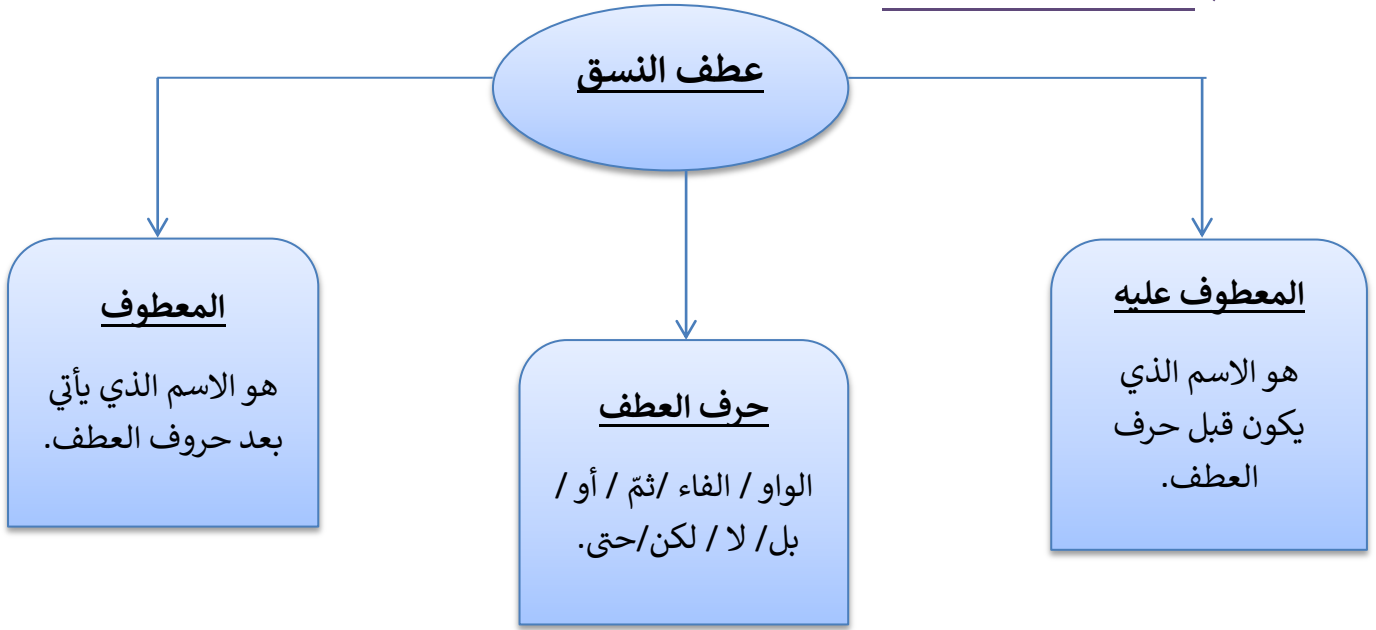 عطف النسق
المعطوف عليه
هو الاسم الذي
يكون قبل حرف
العطف.
حرف العطف
الواو / الفاء /ثمّ / أو /
بل/ لا / لكن/حتى.
المعطوف
هو الاسم الذي يأتي
بعد حروف العطف.